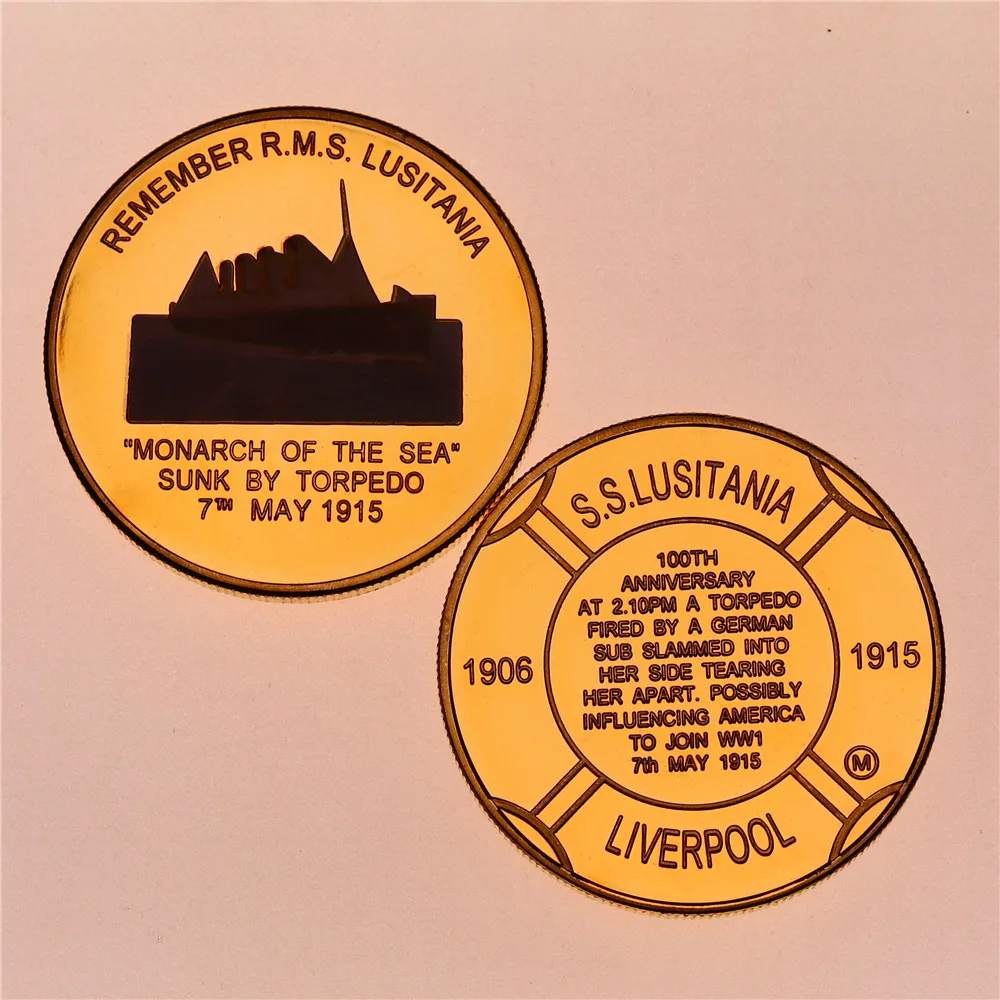 REMEMBER R.M.S. LUSITANIA
"MONARCH OF THE SEA"
SUNK BY TORPEDO
7TH MAY 1915
S.S.LUSITANIA
100TH
ANNIVERSARY
AT 2.10PM A TORPEDO
FIRED BY A GERMAN
SUB SLAMMED INTO
HER SIDE TEARING
HER APART. POSSIBLY
INFLUENCING AMERICA
TO JOIN WW1
7th MAY 1915
1906
1915
M
LIVERPOOL